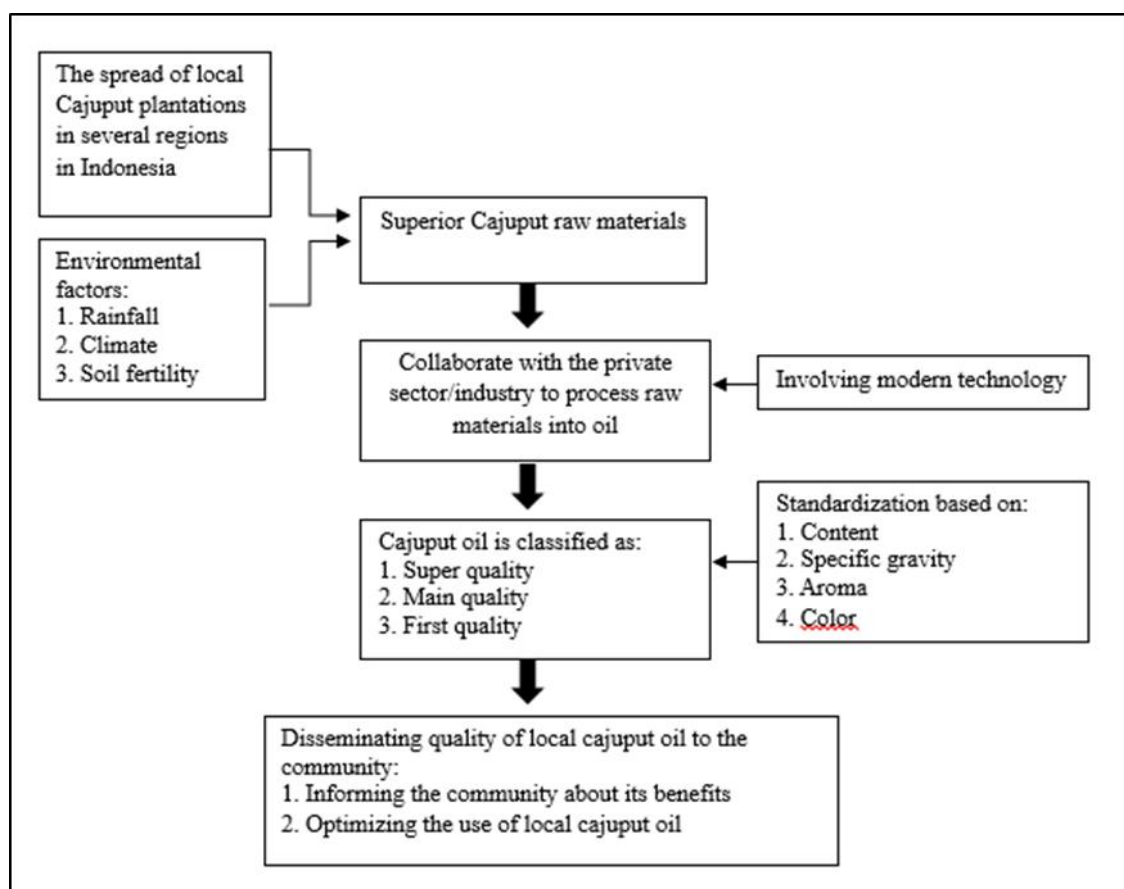 The spread of local
Cajuput plantations
in several regions
in Indonesia
Environmental
factors:
1. Rainfall
2. Climate
3. Soil fertility
Superior Cajuput raw materials
Collaborate with the private
sector/industry to process raw
materials into oil
Involving modern technology
Cajuput oil is classified as:
1. Super quality
2. Main quality
3. First quality
Standardization based on:
1. Content
2. Specific gravity
3. Aroma
4. Color
Disseminating quality of local cajuput oil to the
community:
1. Informing the community about its benefits
2. Optimizing the use of local cajuput oil